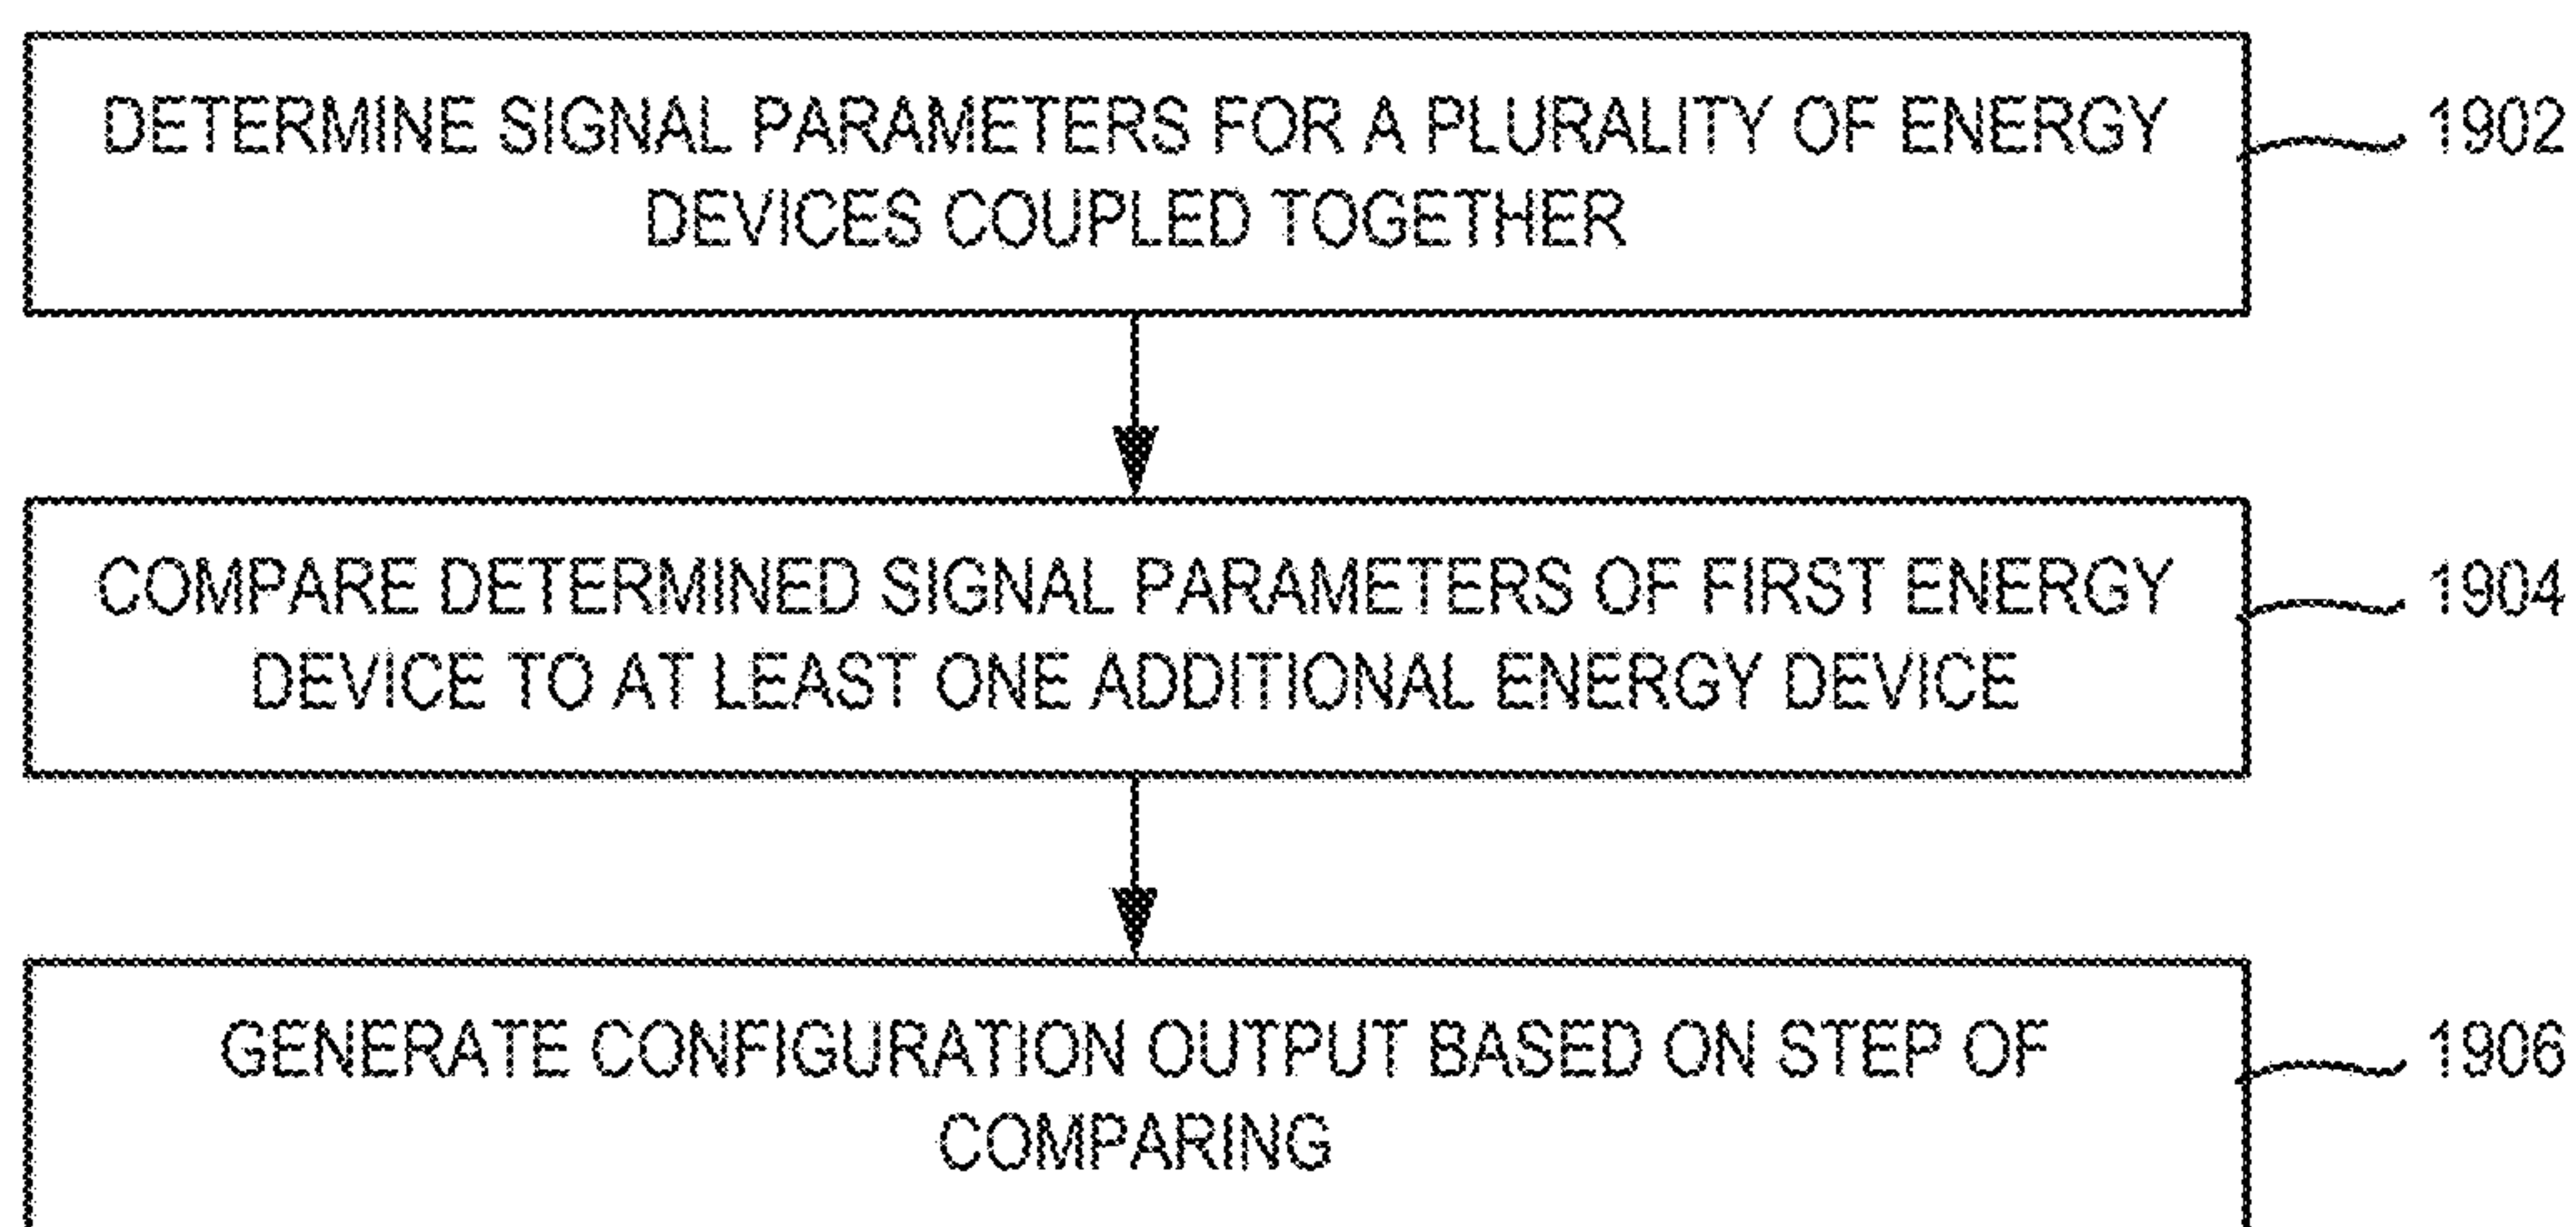 DETERMINE SIGNAL PARAMETERS FOR A PLURALITY OF ENERGY
DEVICES COUPLED TOGETHER
1902
COMPARE DETERMINED SIGNAL PARAMETERS OF FIRST ENERGY
DEVICE TO AT LEAST ONE ADDITIONAL ENERGY DEVICE
1904
GENERATE CONFIGURATION OUTPUT BASED ON STEP OF
COMPARING
1906